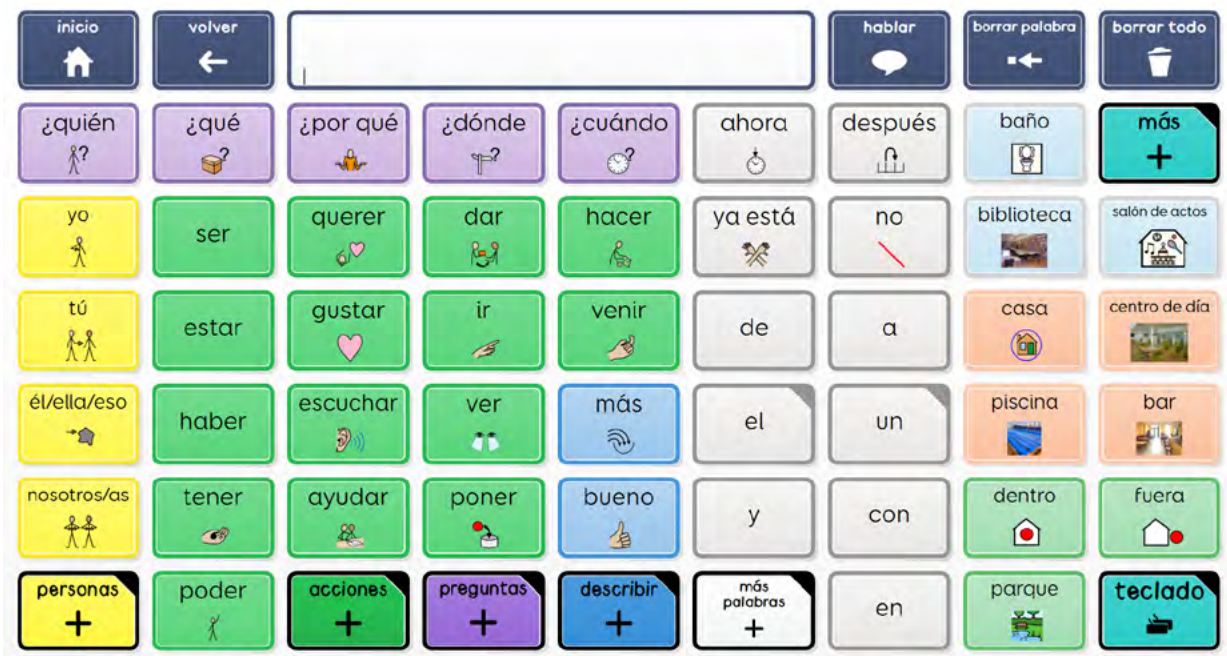 inicio
volver
hablar
borrar palabra
borrar todo
¿quién
?
¿qué
?
¿por qué
¿dónde
?
¿cuándo
?
ahora
después
baño
más
+
yo
ser
querer
dar
hacer
ya está
no
biblioteca
salón de actos
tú
estar
gustar
ir
venir
de
a
casa
centro de día
él/ella/eso
haber
escuchar
ver
más
el
un
piscina
bar
nosotros/as
tener
ayudar
poner
bueno
y
con
dentro
fuera
personas
+
poder
acciones
+
preguntas
+
describir
+
más
palabras
+
en
parque
teclado